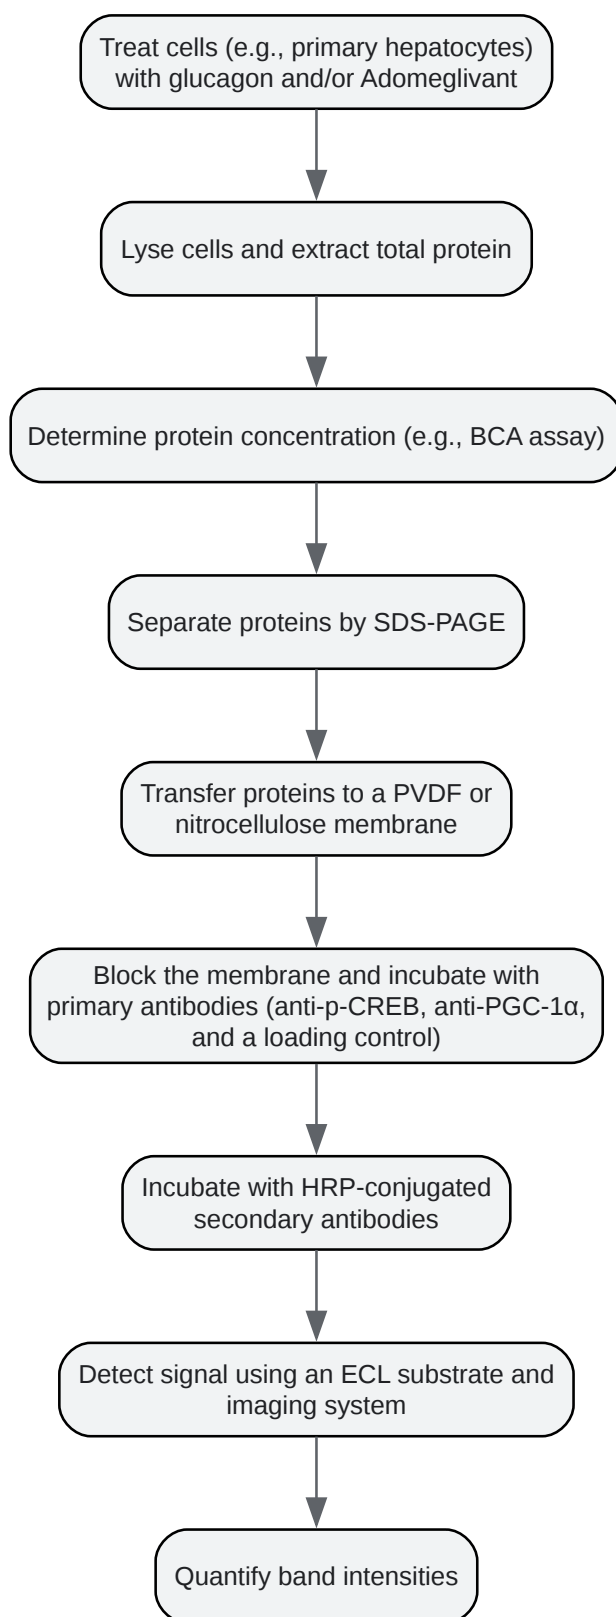 Treat cells (e.g., primary hepatocytes)
with glucagon and/or Adomeglivant
Lyse cells and extract total protein
Determine protein concentration (e.g., BCA assay)
Separate proteins by SDS-PAGE
Transfer proteins to a PVDF or
nitrocellulose membrane
Block the membrane and incubate with
primary antibodies (anti-p-CREB, anti-PGC-1α,
and a loading control)
Incubate with HRP-conjugated
secondary antibodies
Detect signal using an ECL substrate and
imaging system
Quantify band intensities